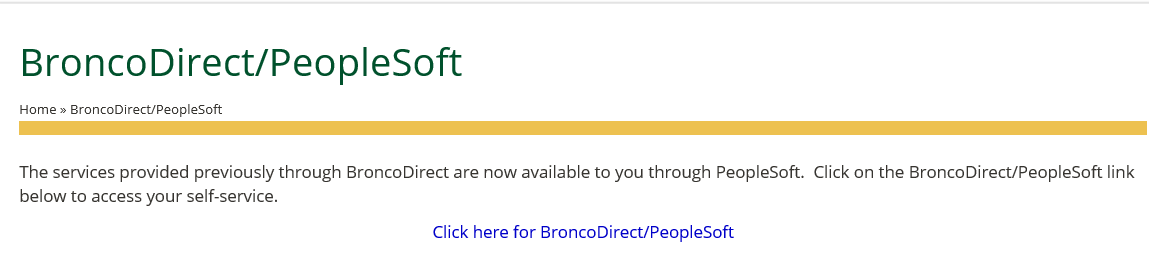 BroncoDirect/PeopleSoft
Home » BroncoDirect/PeopleSoft
The services provided previously through BroncoDirect are now available to you through PeopleSoft.  Click on the BroncoDirect/PeopleSoft link
below to access your self-service.
Click here for BroncoDirect/PeopleSoft